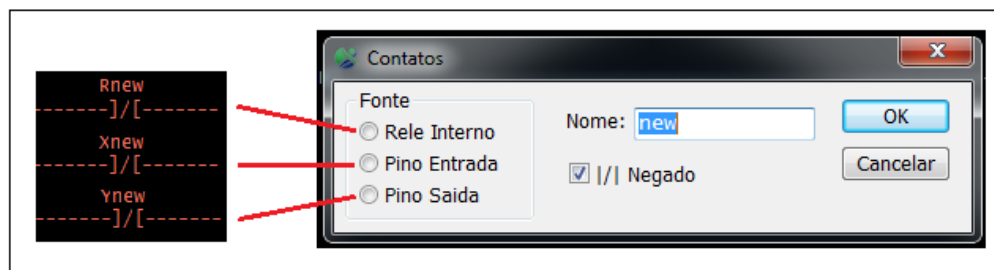 Rnew
-------]/[-------
Xnew
-------]/[-------
Ynew
-------]/[-------
Contatos
Fonte
Rele Interno
Pino Entrada
Pino Saida
Nome: new
|/| Negado
OK
Cancelar